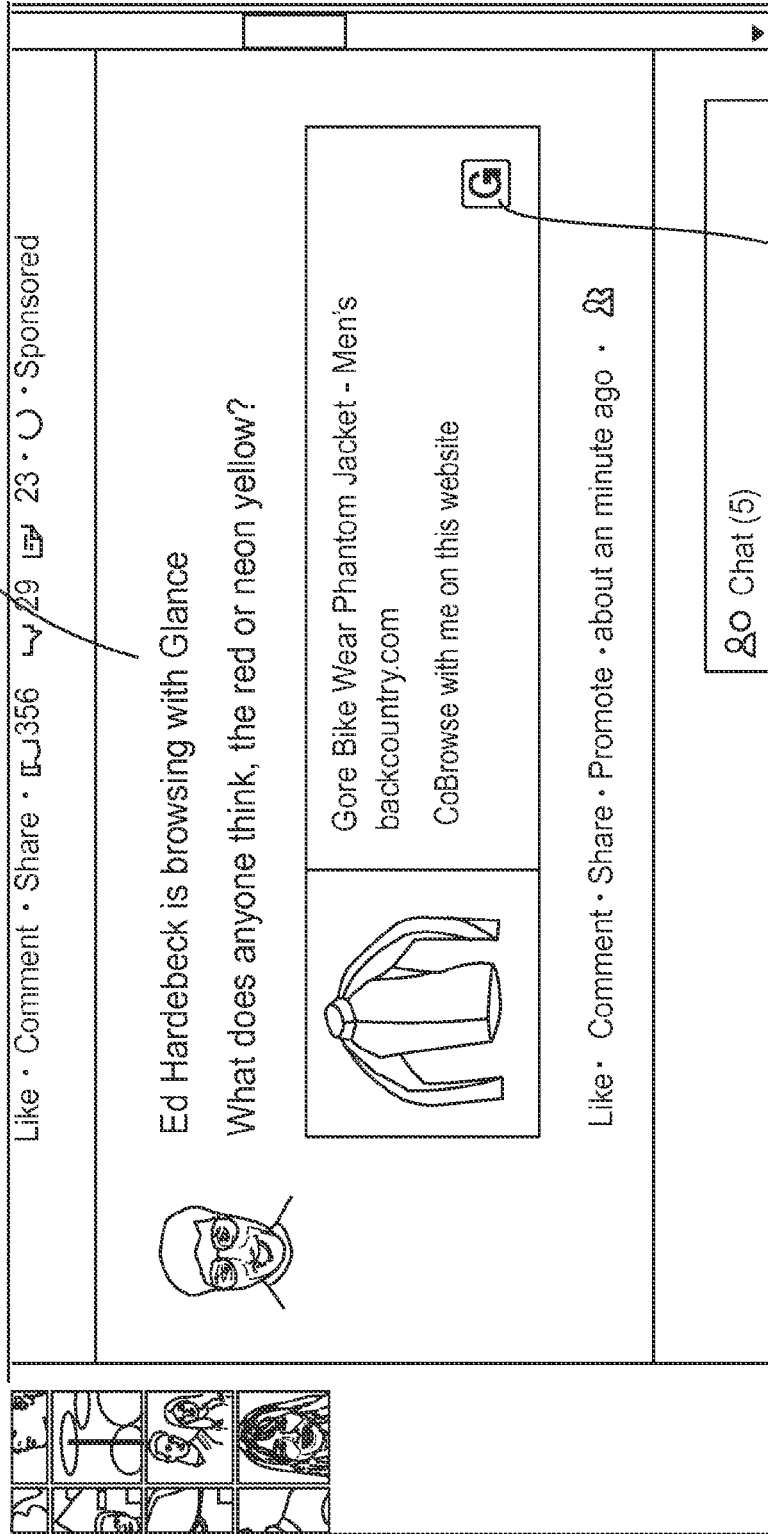 Like · Comment · Share · 356 29 23 · Sponsored
Ed Hardebeck is browsing with Glance
What does anyone think, the red or neon yellow?
Gore Bike Wear Phantom Jacket - Men's
backcountry.com
CoBrowse with me on this website
G
Like · Comment · Share · Promote · about an minute ago ·
Chat (5)